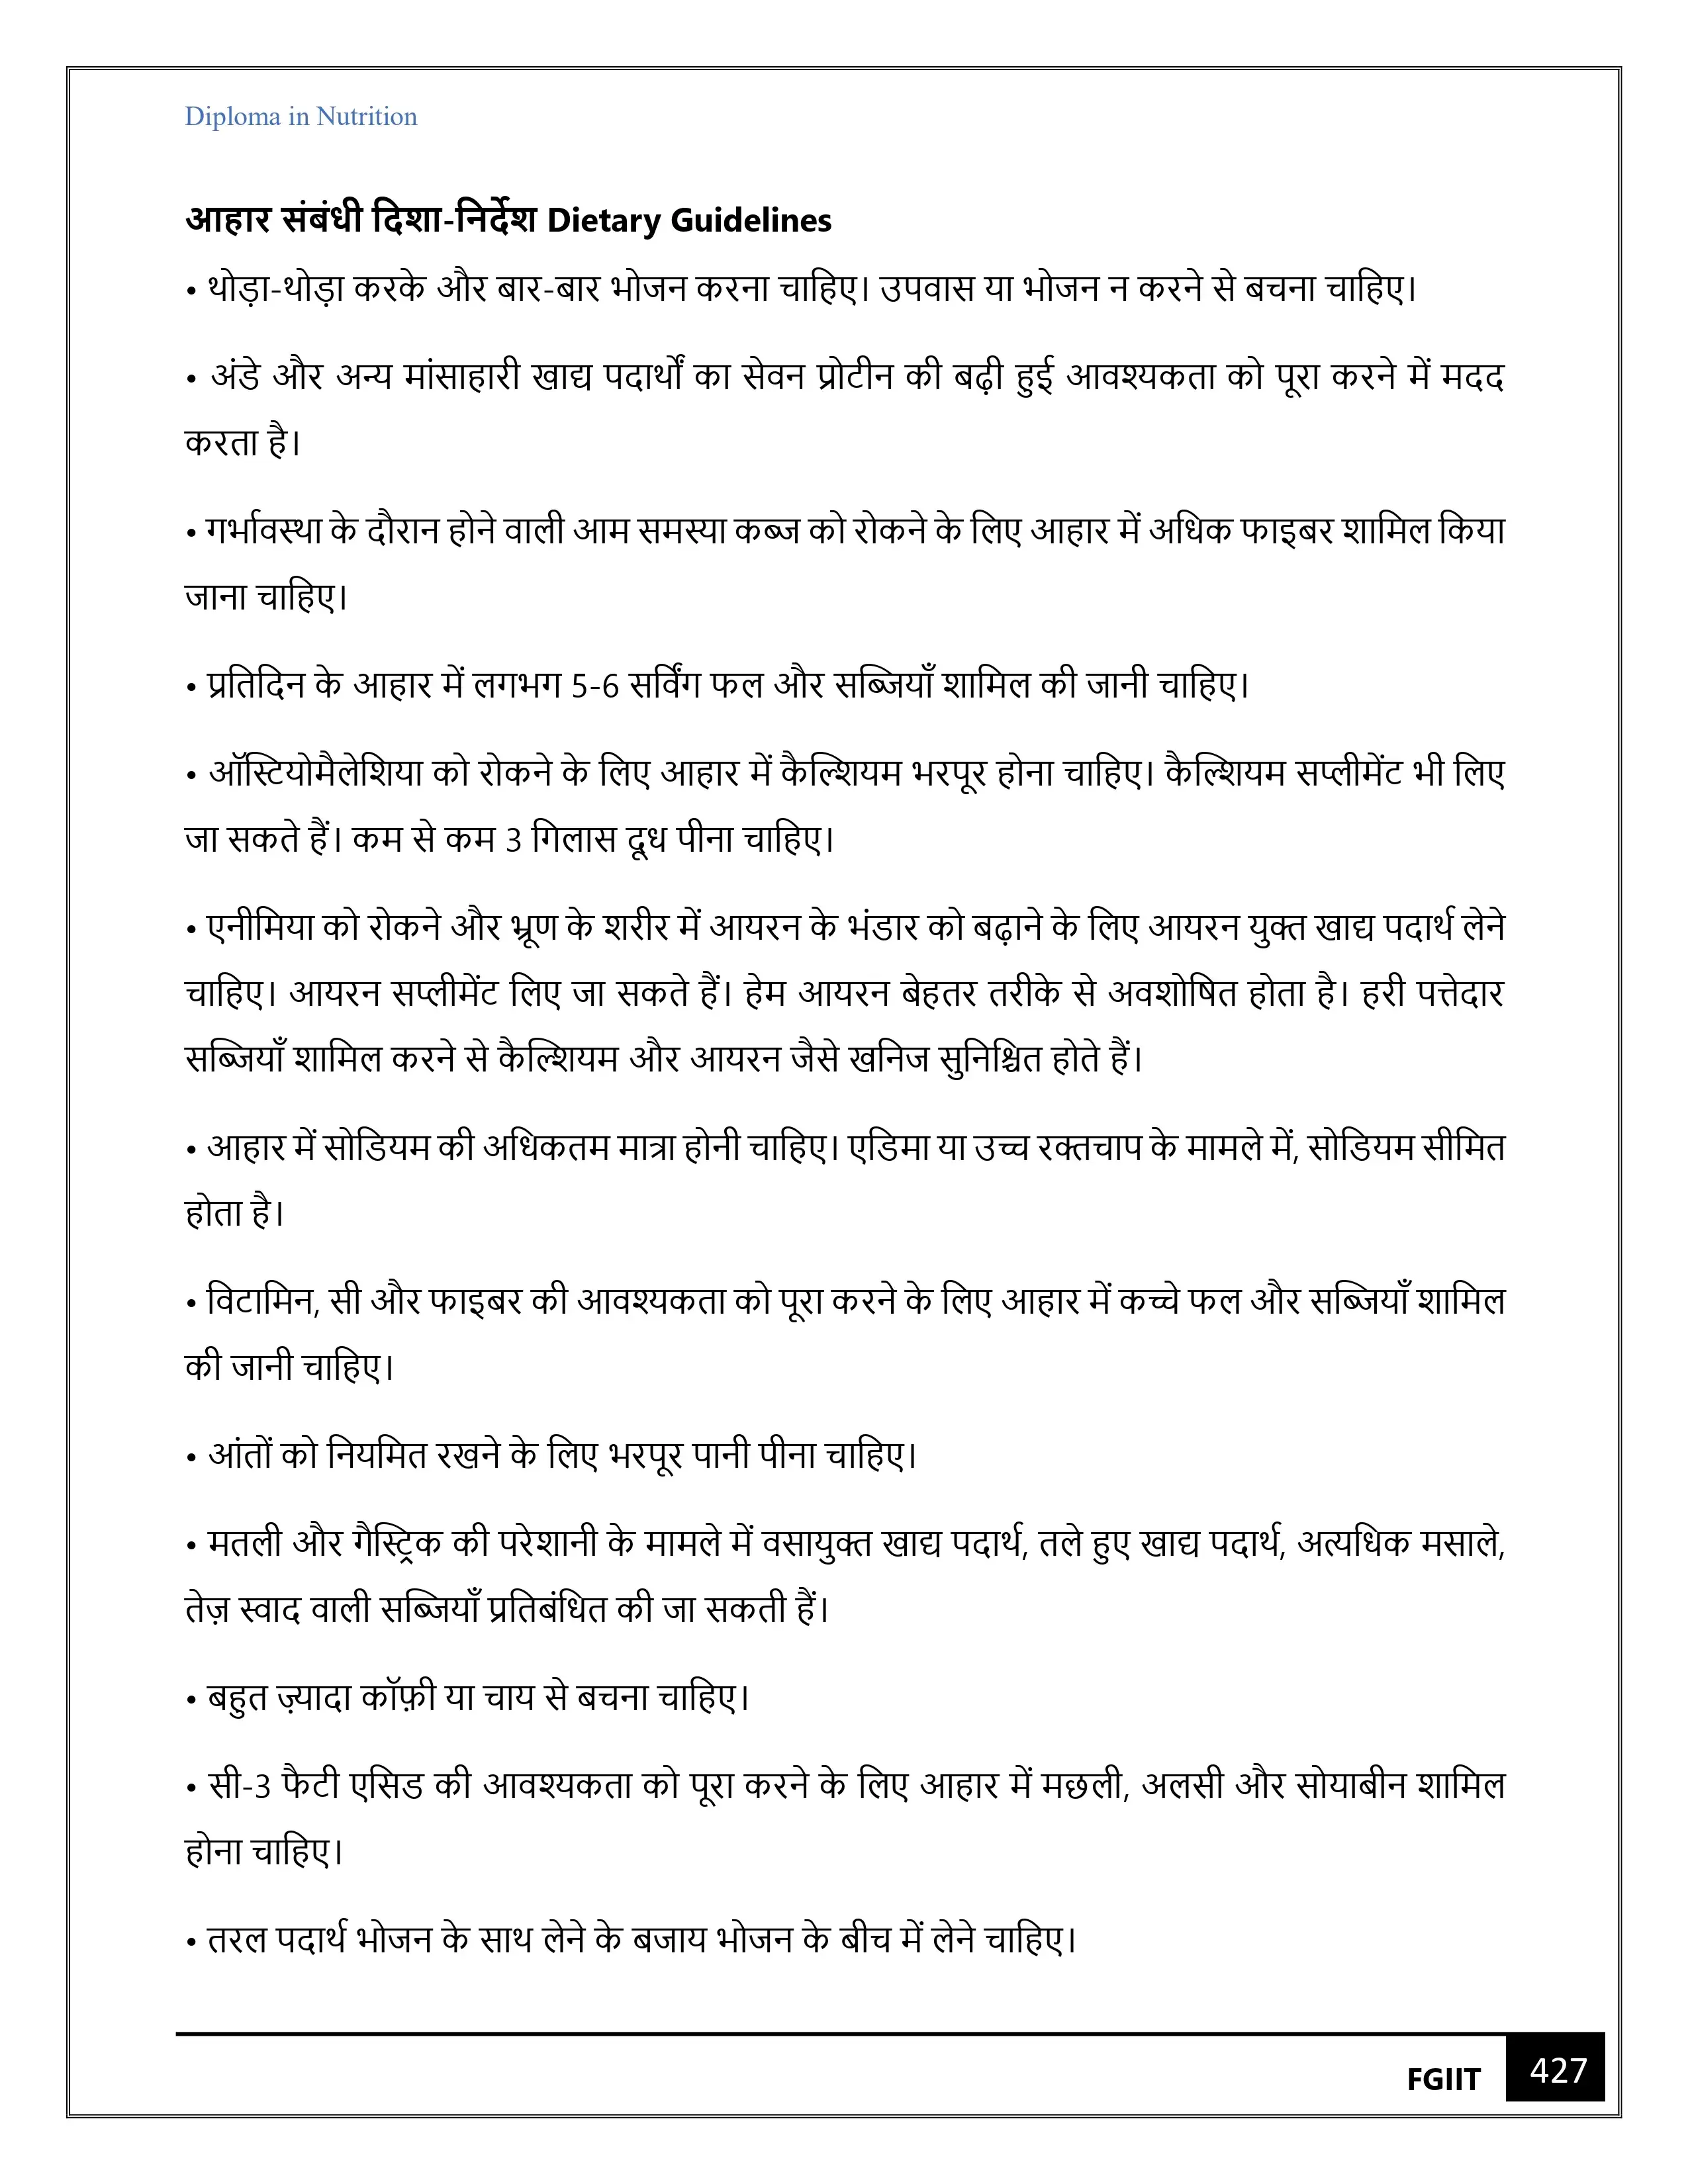 Diploma in Nutrition
आहार संबंधी दिशा-निर्देश Dietary Guidelines
• थोड़ा-थोड़ा करके और बार-बार भोजन करना चाहिए। उपवास या भोजन न करने से बचना चाहिए।
• अंडे और अन्य मांसाहारी खाद्य पदार्थों का सेवन प्रोटीन की बढ़ी हुई आवश्यकता को पूरा करने में मदद
करता है।
• गर्भावस्था के दौरान होने वाली आम समस्या कब्ज को रोकने के लिए आहार में अधिक फाइबर शामिल किया
जाना चाहिए।
• प्रतिदिन के आहार में लगभग 5-6 सर्विंग फल और सब्जियाँ शामिल की जानी चाहिए।
• ऑस्टियोमैलेशिया को रोकने के लिए आहार में कैल्शियम भरपूर होना चाहिए। कैल्शियम सप्लीमेंट भी लिए
जा सकते हैं। कम से कम 3 गिलास दूध पीना चाहिए।
• एनीमिया को रोकने और भ्रूण के शरीर में आयरन के भंडार को बढ़ाने के लिए आयरन युक्त खाद्य पदार्थ लेने
चाहिए। आयरन सप्लीमेंट लिए जा सकते हैं। हेम आयरन बेहतर तरीके से अवशोषित होता है। हरी पत्तेदार
सब्जियाँ शामिल करने से कैल्शियम और आयरन जैसे खनिज सुनिश्चित होते हैं।
• आहार में सोडियम की अधिकतम मात्रा होनी चाहिए। एडिमा या उच्च रक्तचाप के मामले में, सोडियम सीमित
होता है।
• विटामिन, सी और फाइबर की आवश्यकता को पूरा करने के लिए आहार में कच्चे फल और सब्जियाँ शामिल
की जानी चाहिए।
• आंतों को नियमित रखने के लिए भरपूर पानी पीना चाहिए।
• मतली और गैस्ट्रिक की परेशानी के मामले में वसायुक्त खाद्य पदार्थ, तले हुए खाद्य पदार्थ, अत्यधिक मसाले,
तेज़ स्वाद वाली सब्जियाँ प्रतिबंधित की जा सकती हैं।
• बहुत ज़्यादा कॉफ़ी या चाय से बचना चाहिए।
• सी-3 फैटी एसिड की आवश्यकता को पूरा करने के लिए आहार में मछली, अलसी और सोयाबीन शामिल
होना चाहिए।
• तरल पदार्थ भोजन के साथ लेने के बजाय भोजन के बीच में लेने चाहिए।
FGIIT 427